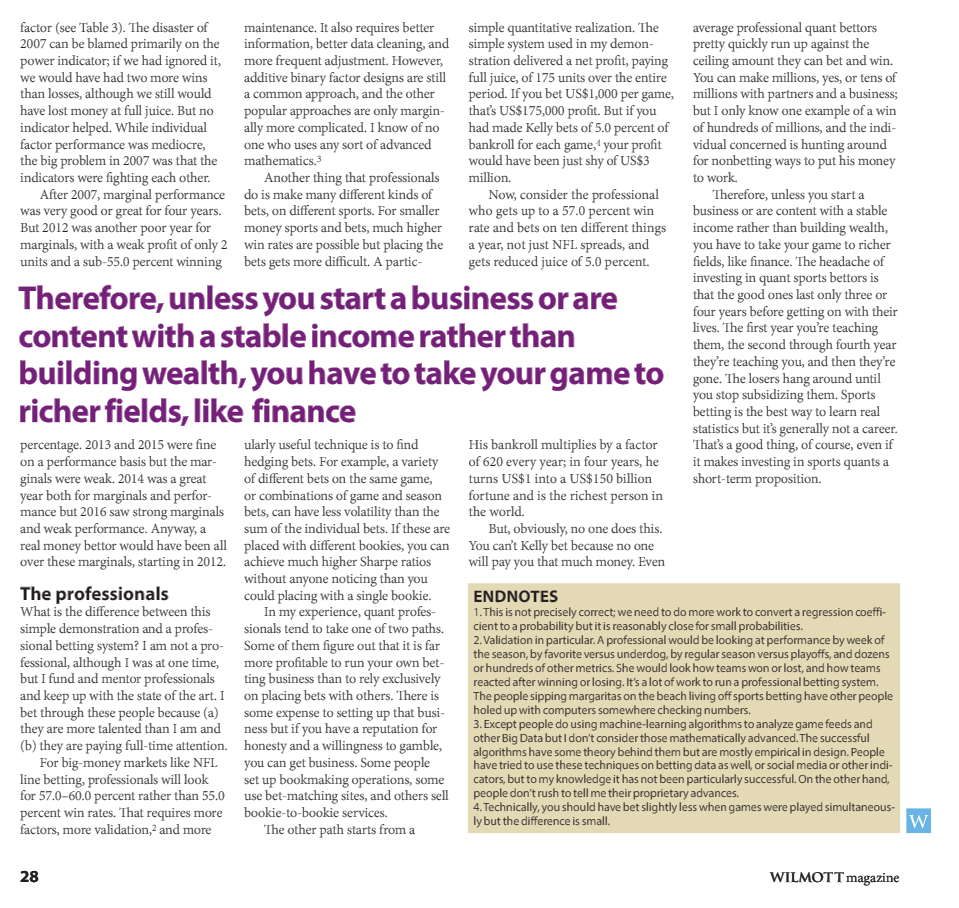 factor (see Table 3). The disaster of
2007 can be blamed primarily on the
power indicator; if we had ignored it,
we would have had two more wins
than losses, although we still would
have lost money at full juice. But no
indicator helped. While individual
factor performance was mediocre,
the big problem in 2007 was that the
indicators were fighting each other.
After 2007, marginal performance
was very good or great for four years.
But 2012 was another poor year for
marginals, with a weak profit of only 2
units and a sub-55.0 percent winning
percentage. 2013 and 2015 were fine
on a performance basis but the mar-
ginals were weak. 2014 was a great
year both for marginals and perfor-
mance but 2016 saw strong marginals
and weak performance. Anyway, a
real money bettor would have been all
over these marginals, starting in 2012.
The professionals
What is the difference between this
simple demonstration and a profes-
sional betting system? I am not a pro-
fessional, although I was at one time,
but I fund and mentor professionals
and keep up with the state of the art. I
bet through these people because (a)
they are more talented than I am and
(b) they are paying full-time attention.
For big-money markets like NFL
line betting, professionals will look
for 57.0–60.0 percent rather than 55.0
percent win rates. That requires more
factors, more validation,² and more
maintenance. It also requires better
information, better data cleaning, and
more frequent adjustment. However,
additive binary factor designs are still
a common approach, and the other
popular approaches are only margin-
ally more complicated. I know of no
one who uses any sort of advanced
mathematics.³
Another thing that professionals
do is make many different kinds of
bets, on different sports. For smaller
money sports and bets, much higher
win rates are possible but placing the
bets gets more difficult. A partic-
ularly useful technique is to find
hedging bets. For example, a variety
of different bets on the same game,
or combinations of game and season
bets, can have less volatility than the
sum of the individual bets. If these are
placed with different bookies, you can
achieve much higher Sharpe ratios
without anyone noticing than you
could placing with a single bookie.
In my experience, quant profes-
sionals tend to take one of two paths.
Some of them figure out that it is far
more profitable to run your own bet-
ting business than to rely exclusively
on placing bets with others. There is
some expense to setting up that busi-
ness but if you have a reputation for
honesty and a willingness to gamble,
you can get business. Some people
set up bookmaking operations, some
use bet-matching sites, and others sell
bookie-to-bookie services.
The other path starts from a
simple quantitative realization. The
simple system used in my demon-
stration delivered a net profit, paying
full juice, of 175 units over the entire
period. If you bet US$1,000 per game,
that's US$175,000 profit. But if you
had made Kelly bets of 5.0 percent of
bankroll for each game,⁴ your profit
would have been just shy of US$3
million.
Now, consider the professional
who gets up to a 57.0 percent win
rate and bets on ten different things
a year, not just NFL spreads, and
gets reduced juice of 5.0 percent.
His bankroll multiplies by a factor
of 620 every year; in four years, he
turns US$1 into a US$150 billion
fortune and is the richest person in
the world.
But, obviously, no one does this.
You can't Kelly bet because no one
will pay you that much money. Even
average professional quant bettors
pretty quickly run up against the
ceiling amount they can bet and win.
You can make millions, yes, or tens of
millions with partners and a business;
but I only know one example of a win
of hundreds of millions, and the indi-
vidual concerned is hunting around
for nonbetting ways to put his money
to work.
Therefore, unless you start a
business or are content with a stable
income rather than building wealth,
you have to take your game to richer
fields, like finance. The headache of
investing in quant sports bettors is
that the good ones last only three or
four years before getting on with their
lives. The first year you're teaching
them, the second through fourth year
they're teaching you, and then they're
gone. The losers hang around until
you stop subsidizing them. Sports
betting is the best way to learn real
statistics but it's generally not a career.
That's a good thing, of course, even if
it makes investing in sports quants a
short-term proposition.
Therefore, unless you start a business or are
content with a stable income rather than
building wealth, you have to take your game to
richer fields, like finance
ENDNOTES
1. This is not precisely correct; we need to do more work to convert a regression coeffi-
cient to a probability but it is reasonably close for small probabilities.
2. Validation in particular. A professional would be looking at performance by week of
the season, by favorite versus underdog, by regular season versus playoffs, and dozens
or hundreds of other metrics. She would look how teams won or lost, and how teams
reacted after winning or losing. It's a lot of work to run a professional betting system.
The people sipping margaritas on the beach living off sports betting have other people
holed up with computers somewhere checking numbers.
3. Except people do using machine-learning algorithms to analyze game feeds and
other Big Data but I don't consider those mathematically advanced. The successful
algorithms have some theory behind them but are mostly empirical in design. People
have tried to use these techniques on betting data as well, or social media or other indi-
cators, but to my knowledge it has not been particularly successful. On the other hand,
people don't rush to tell me their proprietary advances.
4. Technically, you should have bet slightly less when games were played simultaneous-
ly but the difference is small.
W
28
WILMOTT magazine